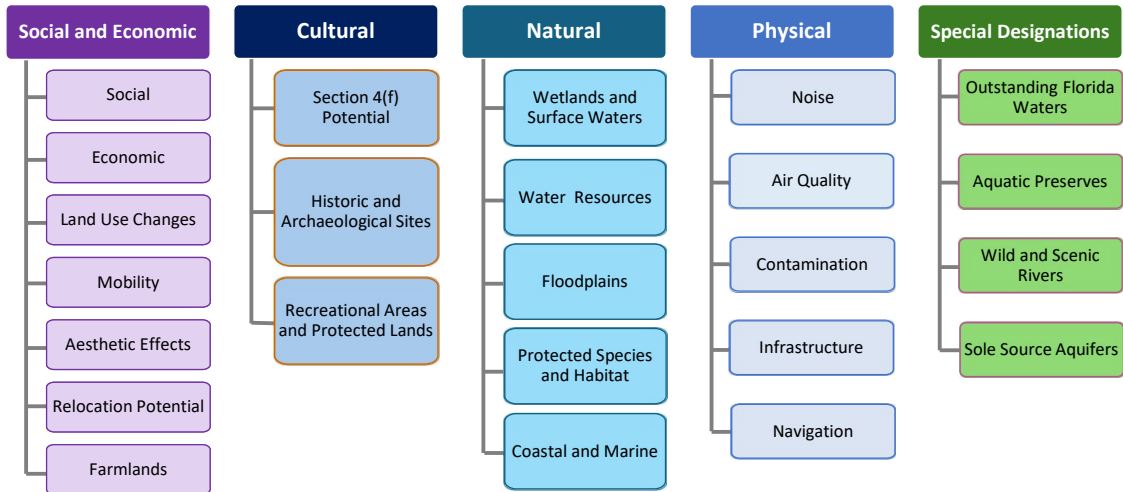 Social and Economic
Social
Economic
Land Use Changes
Mobility
Aesthetic Effects
Relocation Potential
Farmlands
Cultural
Section 4(f)
Potential
Historic and
Archaeological Sites
Recreational Areas
and Protected Lands
Natural
Wetlands and
Surface Waters
Water Resources
Floodplains
Protected Species
and Habitat
Coastal and Marine
Physical
Noise
Air Quality
Contamination
Infrastructure
Navigation
Special Designations
Outstanding Florida
Waters
Aquatic Preserves
Wild and Scenic
Rivers
Sole Source Aquifers